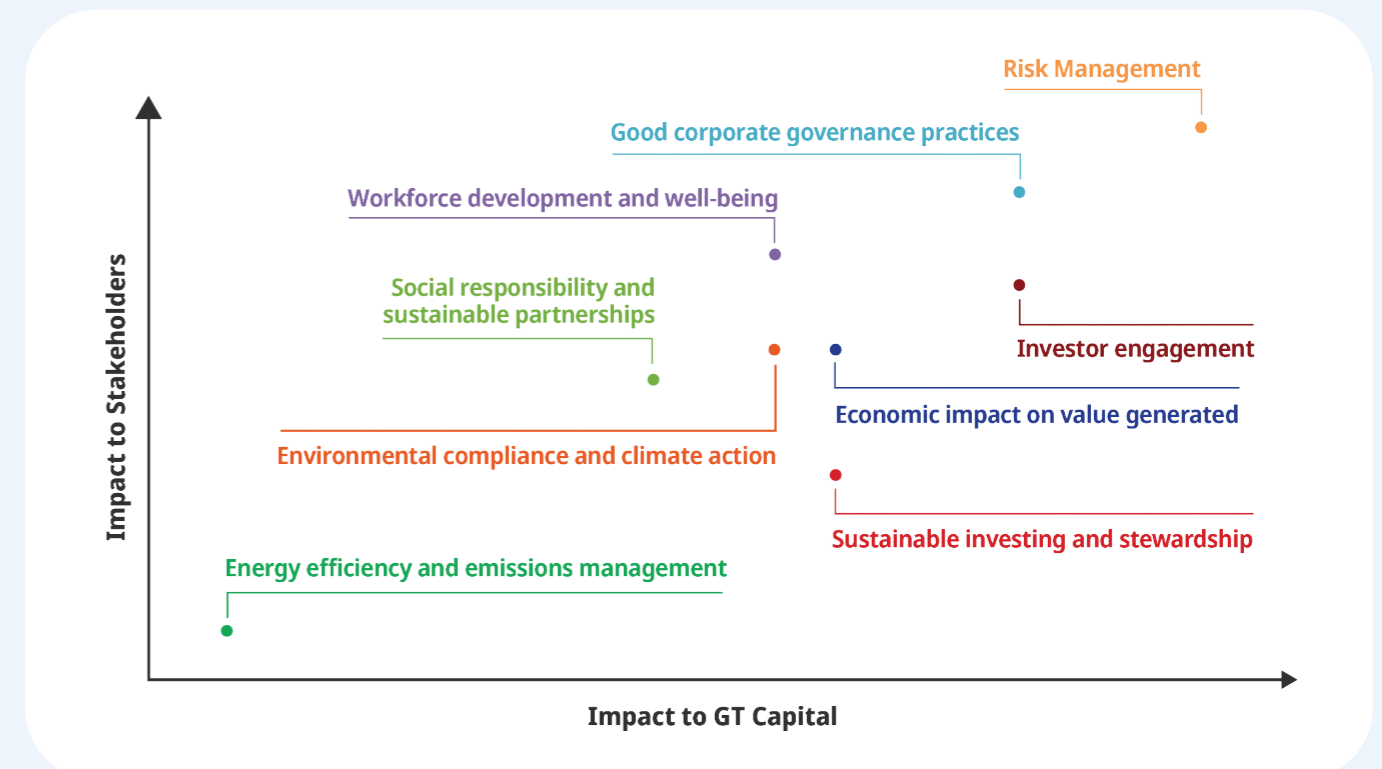 Risk Management
Good corporate governance practices
Workforce development and well-being
Social responsibility and
sustainable partnerships
Investor engagement
Economic impact on value generated
Environmental compliance and climate action
Sustainable investing and stewardship
Energy efficiency and emissions management
Impact to Stakeholders
Impact to GT Capital